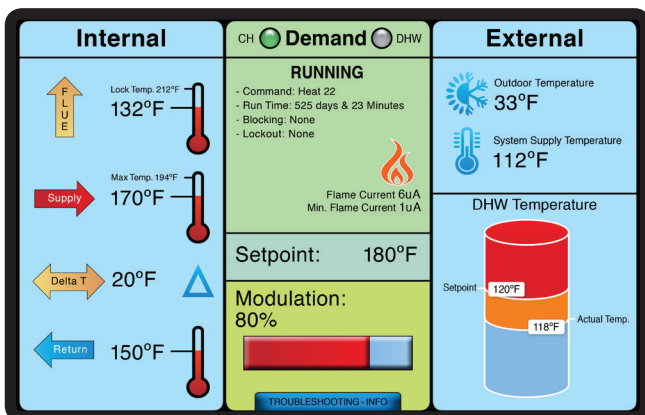 Internal
FLUE
Lock Temp. 212°F
132°F
Supply
Max Temp. 194°F
170°F
Delta T
20°F
Return
150°F
CH Demand DHW
RUNNING
- Command: Heat 22
- Run Time: 525 days & 23 Minutes
- Blocking: None
- Lockout: None
Flame Current 6uA
Min. Flame Current 1uA
Setpoint: 180°F
Modulation:
80%
TROUBLESHOOTING - INFO
External
Outdoor Temperature
33°F
System Supply Temperature
112°F
DHW Temperature
Setpoint 120°F
118°F Actual Temp.